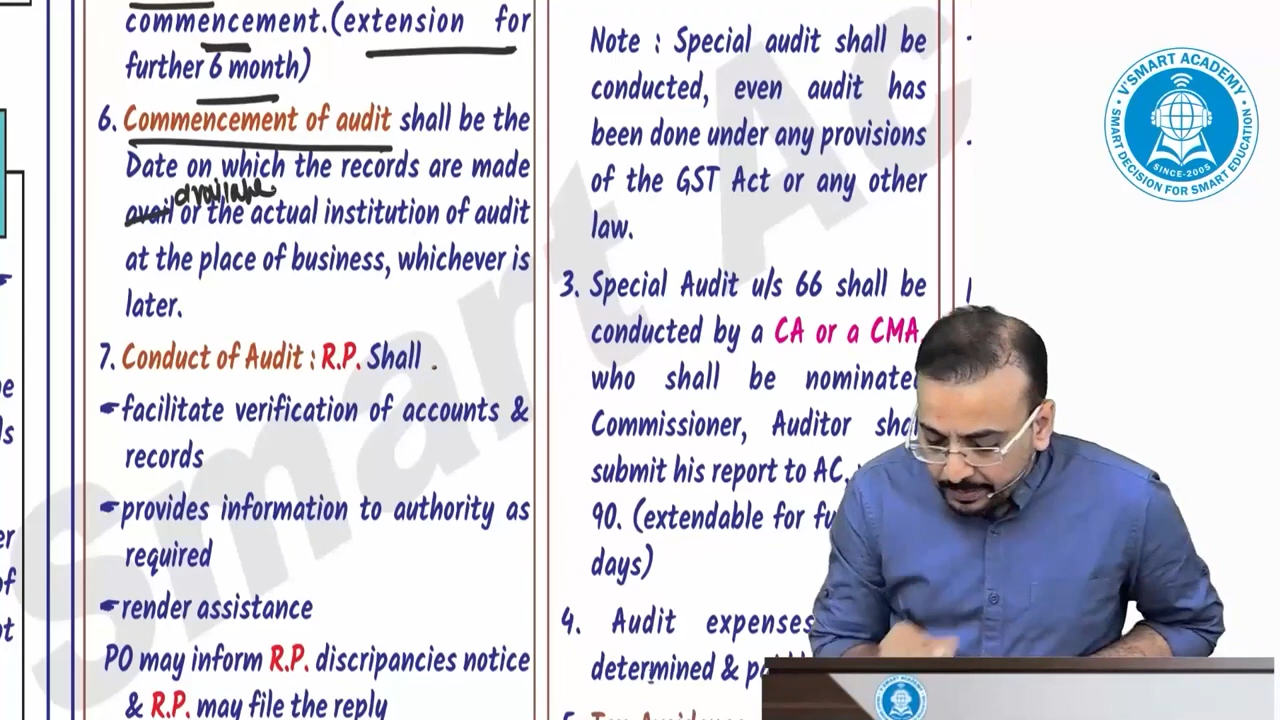 commencement.(extension for
further 6 month)
6. Commencement of audit shall be the
Date on which the records are made
available
avail or the actual institution of audit
at the place of business, whichever is
later.
7. Conduct of Audit : R.P. Shall
facilitate verification of accounts &
records
provides information to authority as
required
render assistance
PO may inform R.P. discripancies notice
& R.P. may file the reply
Note : Special audit shall be
conducted, even audit has
been done under any provisions
of the GST Act or any other
law.
3. Special Audit u/s 66 shall be
conducted by a CA or a CMA
who shall be nominated
Commissioner, Auditor
submit his report to AC,
90. (extendable for
days)
4. Audit expenses
determined &
5. Tax Avoidance
V'SMART ACADEMY
SINCE-2005
SMART DECISION FOR SMART EDUCATION
Smart Ac